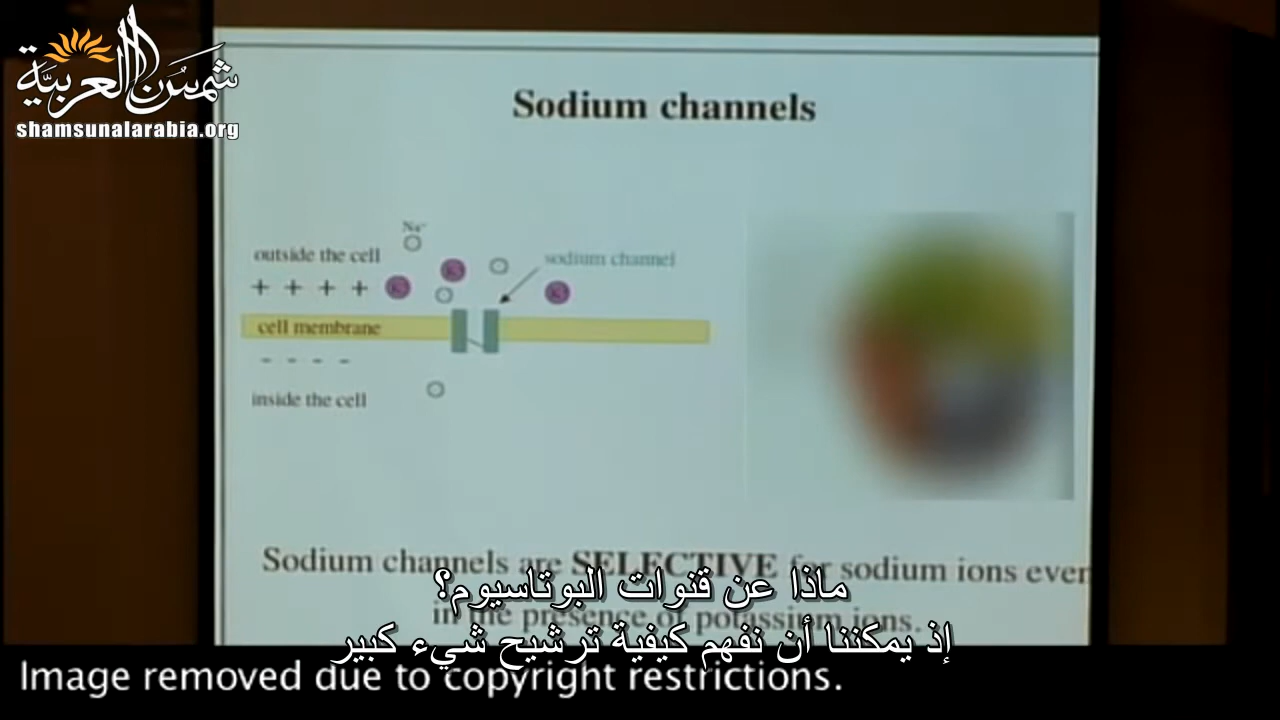 شمس العربية
shamsunalarabia.org
Sodium channels
Na+
outside the cell
sodium channel
+ + + +
cell membrane
- - - -
inside the cell
Sodium channels are SELECTIVE for sodium ions even
in the presence of potassium ions.
ماذا عن قنوات البوتاسيوم؟
إذ يمكننا أن نفهم كيفية ترشيح شيء كبير
Image removed due to copyright restrictions.